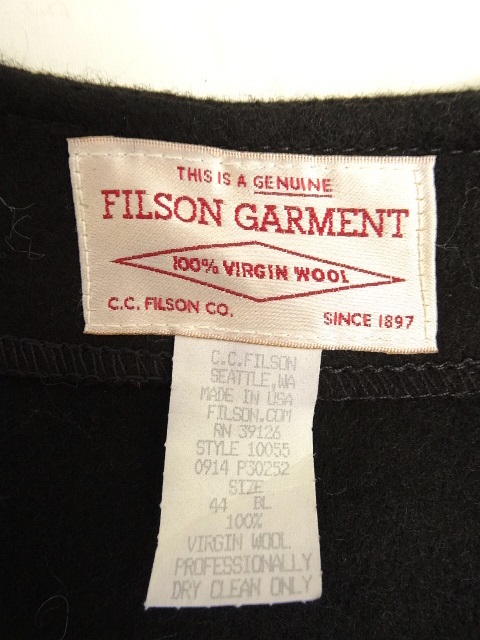 THIS IS A GENUINE
FILSON GARMENT
100% VIRGIN WOOL
C.C. FILSON CO.
SINCE 1897
C.C.FILSON
SEATTLE,WA
MADE IN USA
FILSON.COM
RN 39126
STYLE 10055
0914 P30252
SIZE
44 BL
100%
VIRGIN WOOL
PROFESSIONALLY
DRY CLEAN ONLY